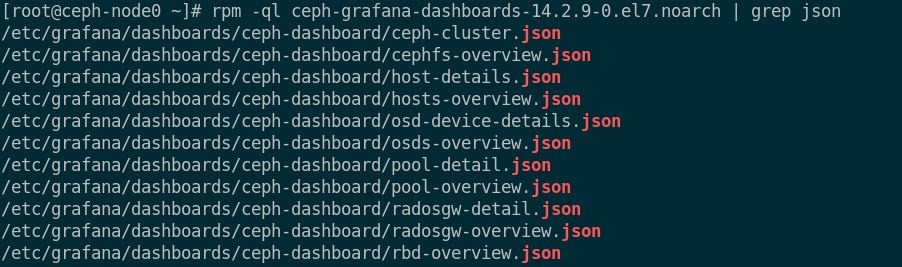 [root@ceph-node0 ~]# rpm -ql ceph-grafana-dashboards-14.2.9-0.el7.noarch | grep json
/etc/grafana/dashboards/ceph-dashboard/ceph-cluster.json
/etc/grafana/dashboards/ceph-dashboard/cephfs-overview.json
/etc/grafana/dashboards/ceph-dashboard/host-details.json
/etc/grafana/dashboards/ceph-dashboard/hosts-overview.json
/etc/grafana/dashboards/ceph-dashboard/osd-device-details.json
/etc/grafana/dashboards/ceph-dashboard/osds-overview.json
/etc/grafana/dashboards/ceph-dashboard/pool-detail.json
/etc/grafana/dashboards/ceph-dashboard/pool-overview.json
/etc/grafana/dashboards/ceph-dashboard/radosgw-detail.json
/etc/grafana/dashboards/ceph-dashboard/radosgw-overview.json
/etc/grafana/dashboards/ceph-dashboard/rbd-overview.json